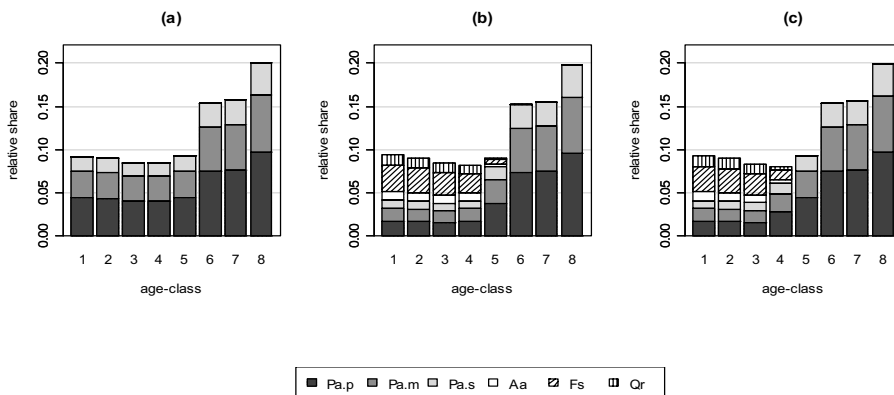 (a) (b) (c)
relative share relative share relative share
0.00 0.05 0.10 0.15 0.20
0.00 0.05 0.10 0.15 0.20
0.00 0.05 0.10 0.15 0.20
1 2 3 4 5 6 7 8 1 2 3 4 5 6 7 8 1 2 3 4 5 6 7 8
age-class age-class age-class
Pa.p Pa.m Pa.s Aa Fs Qr